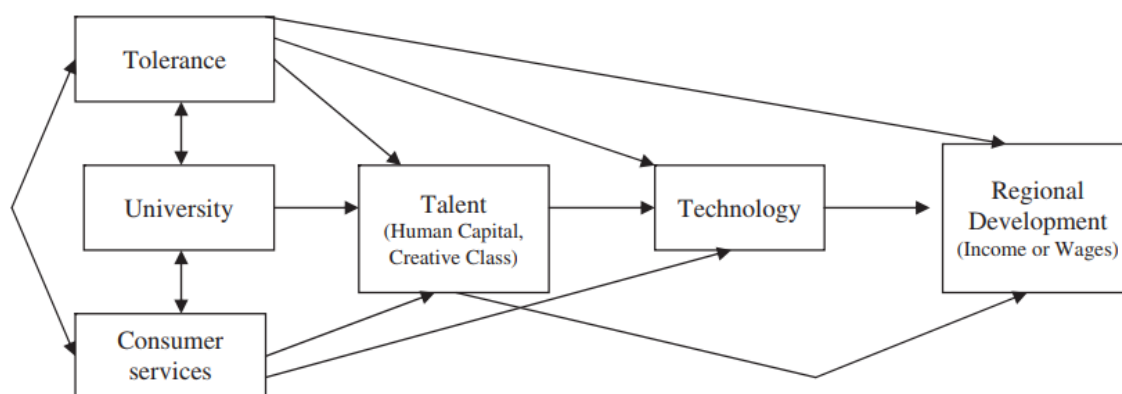 Tolerance
University
Consumer
services
Talent
(Human Capital,
Creative Class)
Technology
Regional
Development
(Income or Wages)